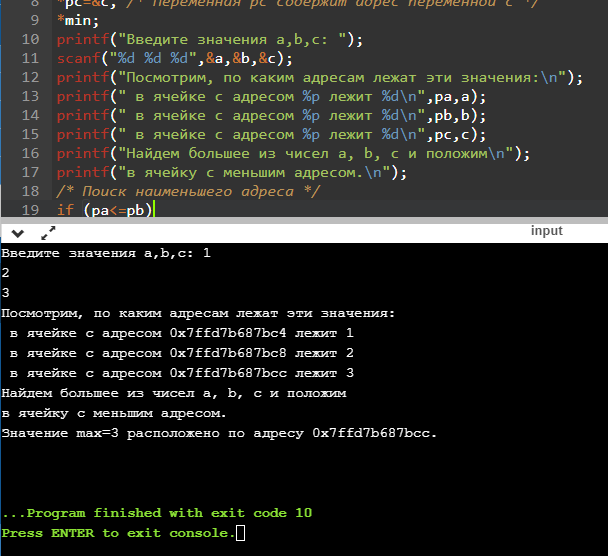 8 *pc=&c; /* Переменная pc содержит адрес переменной c */
9 *min;
10 printf("Введите значения a,b,c: ");
11 scanf("%d %d %d",&a,&b,&c);
12 printf("Посмотрим, по каким адресам лежат эти значения:\n");
13 printf(" в ячейке с адресом %p лежит %d\n",pa,a);
14 printf(" в ячейке с адресом %p лежит %d\n",pb,b);
15 printf(" в ячейке с адресом %p лежит %d\n",pc,c);
16 printf("Найдем большее из чисел a, b, c и положим\n");
17 printf("в ячейку с меньшим адресом.\n");
18 /* Поиск наименьшего адреса */
19 if (pa<=pb)
input
Введите значения a,b,c: 1
2
3
Посмотрим, по каким адресам лежат эти значения:
в ячейке с адресом 0x7ffd7b687bc4 лежит 1
в ячейке с адресом 0x7ffd7b687bc8 лежит 2
в ячейке с адресом 0x7ffd7b687bcc лежит 3
Найдем большее из чисел a, b, c и положим
в ячейку с меньшим адресом.
Значение max=3 расположено по адресу 0x7ffd7b687bcc.
...Program finished with exit code 10
Press ENTER to exit console.